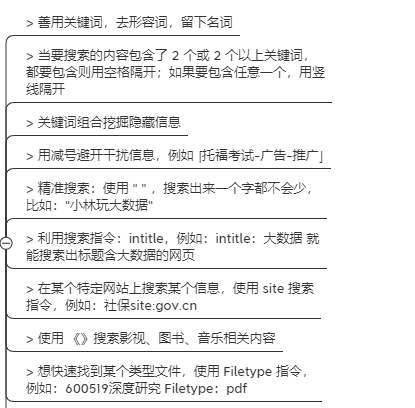 > 善用关键词，去形容词，留下名词
> 当要搜索的内容包含了 2 个或 2 个以上关键词，
都要包含则用空格隔开；如果要包含任意一个，用竖
线隔开
> 关键词组合挖掘隐藏信息
> 用减号避开干扰信息，例如「托福考试-广告-推广」
> 精准搜索：使用 " " ，搜索出来一个字都不会少，
比如："小林玩大数据"
> 利用搜索指令：intitle，例如：intitle：大数据 就
能搜索出标题含大数据的网页
> 在某个特定网站上搜索某个信息，使用 site 搜索
指令，例如：社保site:gov.cn
> 使用 《》搜索影视、图书、音乐相关内容
> 想快速找到某个类型文件，使用 Filetype 指令，
例如：600519深度研究 Filetype：pdf